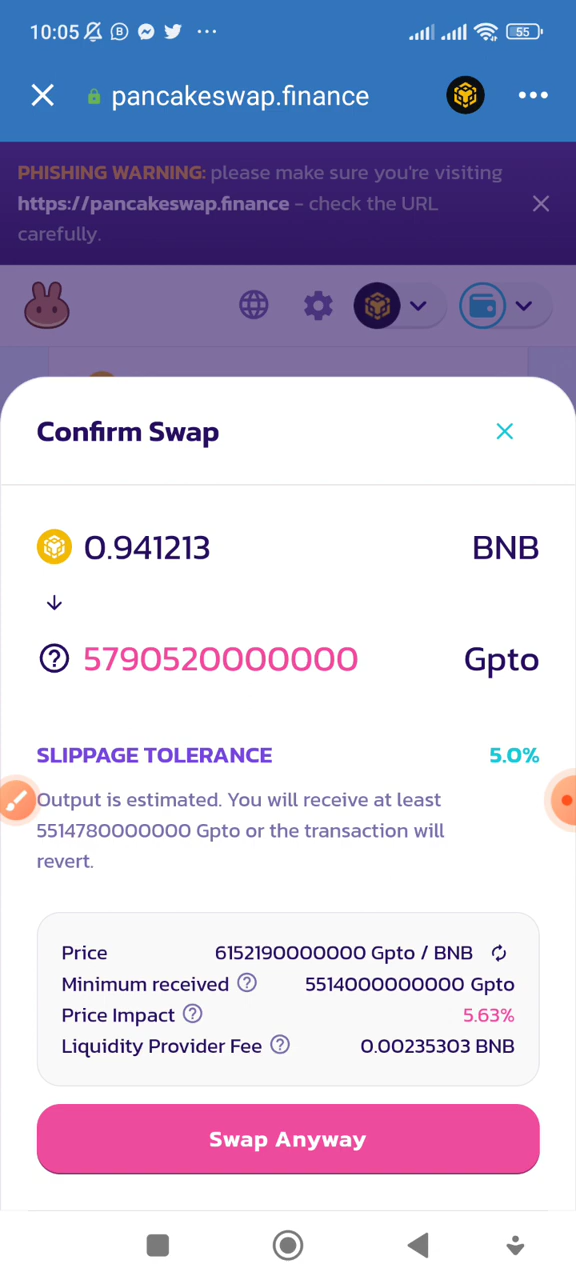 10:05
55
pancakeswap.finance
PHISHING WARNING: please make sure you're visiting
https://pancakeswap.finance - check the URL
carefully.
Confirm Swap
0.941213 BNB
5790520000000 Gpto
SLIPPAGE TOLERANCE 5.0%
Output is estimated. You will receive at least
5514780000000 Gpto or the transaction will
revert.
Price 6152190000000 Gpto / BNB
Minimum received 5514000000000 Gpto
Price Impact 5.63%
Liquidity Provider Fee 0.00235303 BNB
Swap Anyway